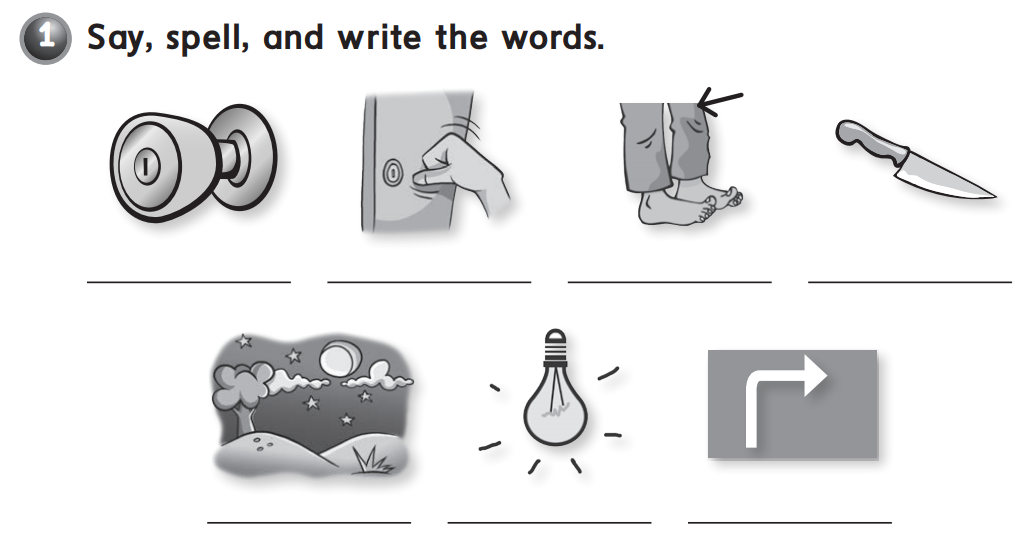 1 Say, spell, and write the words.